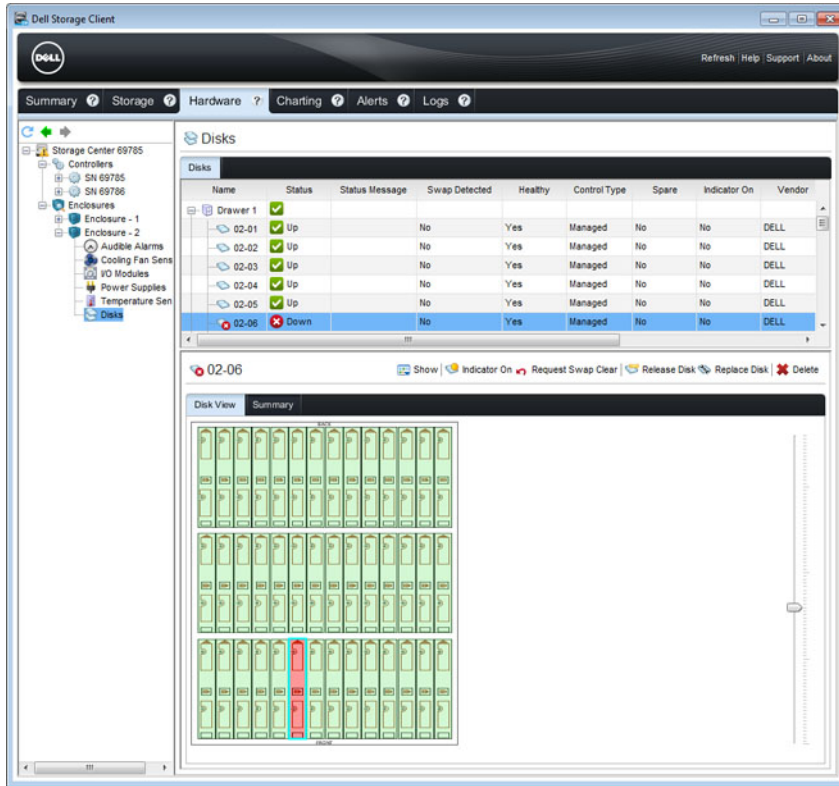 Dell Storage Client
DELL
Refresh | Help | Support | About
Summary ? Storage ? Hardware ? Charting ? Alerts ? Logs ?
Storage Center 69785
Controllers
SN 69785
SN 69786
Enclosures
Enclosure - 1
Enclosure - 2
Audible Alarms
Cooling Fan Sens
I/O Modules
Power Supplies
Temperature Sen
Disks
Disks
Disks
Name Status Status Message Swap Detected Healthy Control Type Spare Indicator On Vendor
Drawer 1
02-01 Up No Yes Managed No No DELL
02-02 Up No Yes Managed No No DELL
02-03 Up No Yes Managed No No DELL
02-04 Up No Yes Managed No No DELL
02-05 Up No Yes Managed No No DELL
02-06 Down No Yes Managed No No DELL
02-06
Show | Indicator On Request Swap Clear | Release Disk Replace Disk | Delete
Disk View Summary
BACK
FRONT